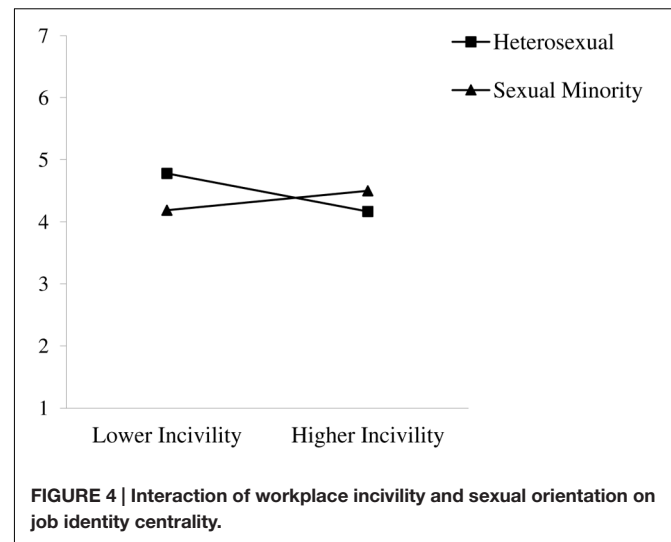 7
Heterosexual
6
Sexual Minority
5
4
3
2
1
Lower Incivility Higher Incivility
FIGURE 4 | Interaction of workplace incivility and sexual orientation on
job identity centrality.